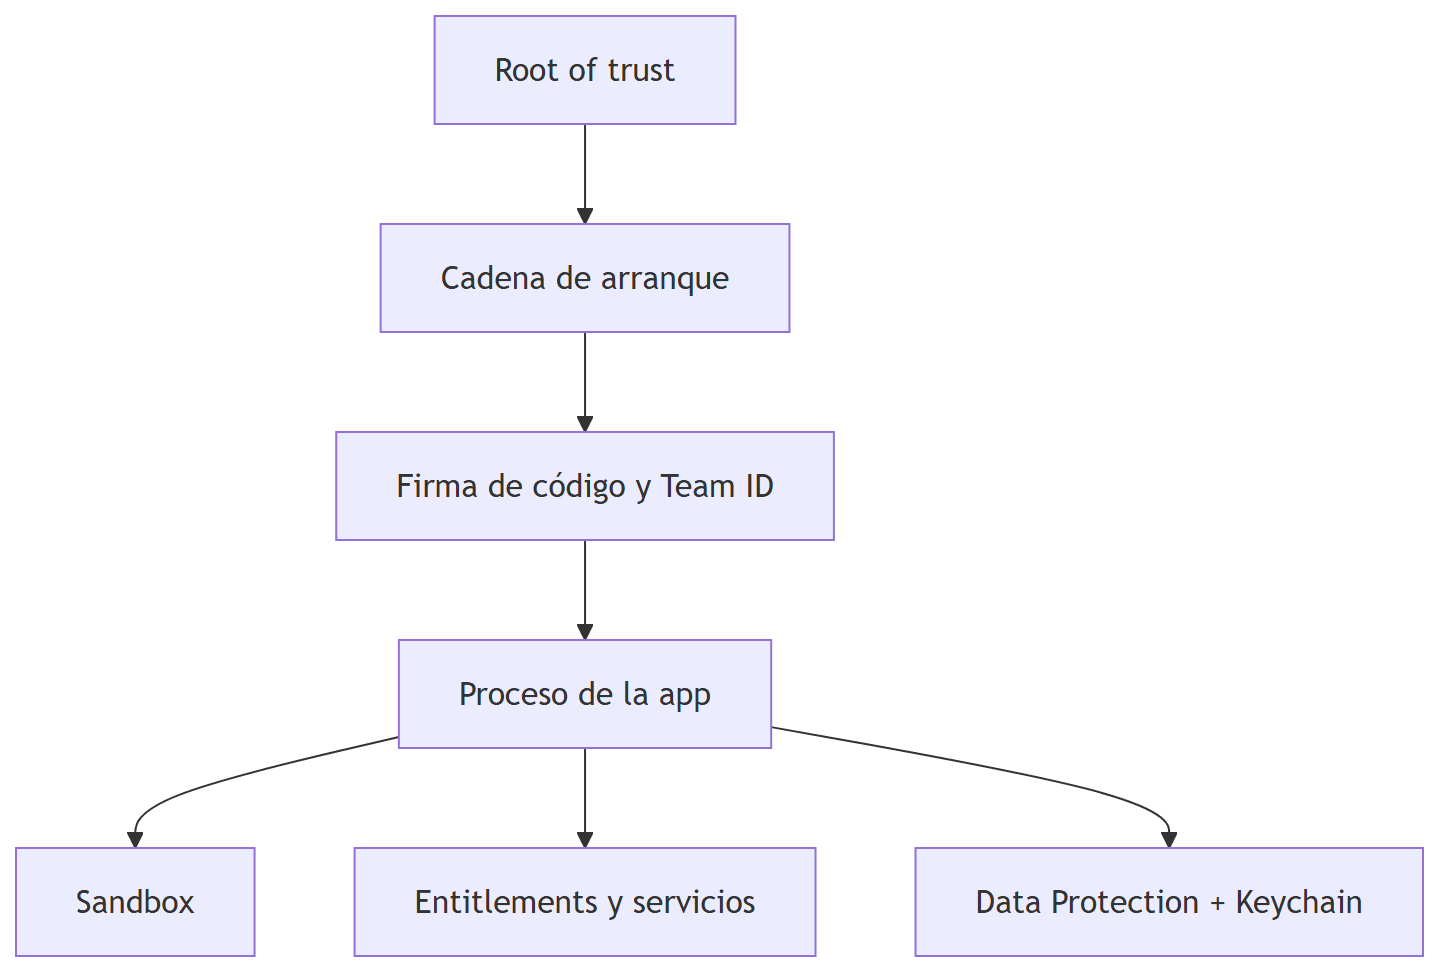 Root of trust
Cadena de arranque
Firma de código y Team ID
Proceso de la app
Sandbox
Entitlements y servicios
Data Protection + Keychain